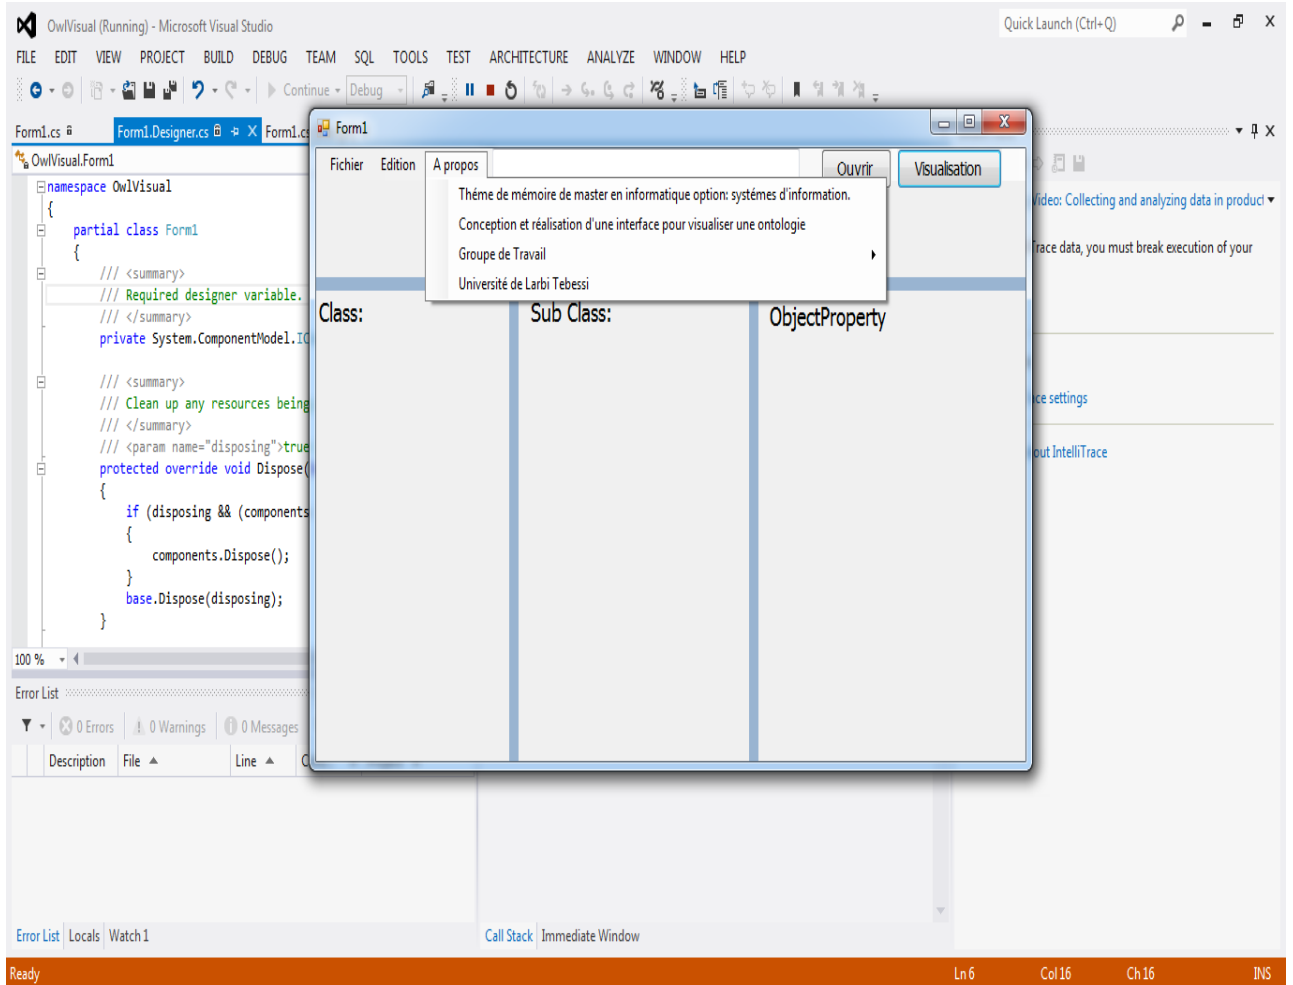 OwlVisual (Running) - Microsoft Visual Studio
Quick Launch (Ctrl+Q)
FILE EDIT VIEW PROJECT BUILD DEBUG TEAM SQL TOOLS TEST ARCHITECTURE ANALYZE WINDOW HELP
Continue Debug
Form1.cs Form1.Designer.cs X Form1.cs
OwlVisual.Form1
namespace OwlVisual
{
partial class Form1
{
/// <summary>
/// Required designer variable.
/// </summary>
private System.ComponentModel.IC
/// <summary>
/// Clean up any resources being
/// </summary>
/// <param name="disposing">true
protected override void Dispose(
{
if (disposing && (components
{
components.Dispose();
}
base.Dispose(disposing);
}
100 %
Form1
Fichier Edition A propos
Ouvrir Visualisation
Théme de mémoire de master en informatique option: systémes d'information.
Conception et réalisation d'une interface pour visualiser une ontologie
Groupe de Travail
Université de Larbi Tebessi
Class: Sub Class: ObjectProperty
Video: Collecting and analyzing data in product
Trace data, you must break execution of your
ce settings
out IntelliTrace
Error List
0 Errors 0 Warnings 0 Messages
Description File Line
Error List Locals Watch 1
Call Stack Immediate Window
Ready Ln 6 Col 16 Ch 16 INS